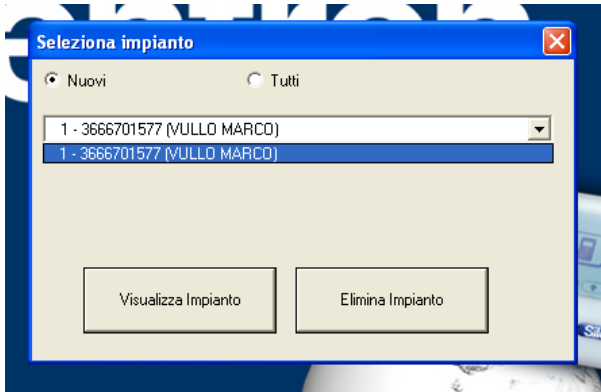 Seleziona impianto
Nuovi Tutti
1 - 3666701577 (VULLO MARCO)
1 - 3666701577 (VULLO MARCO)
Visualizza Impianto Elimina Impianto